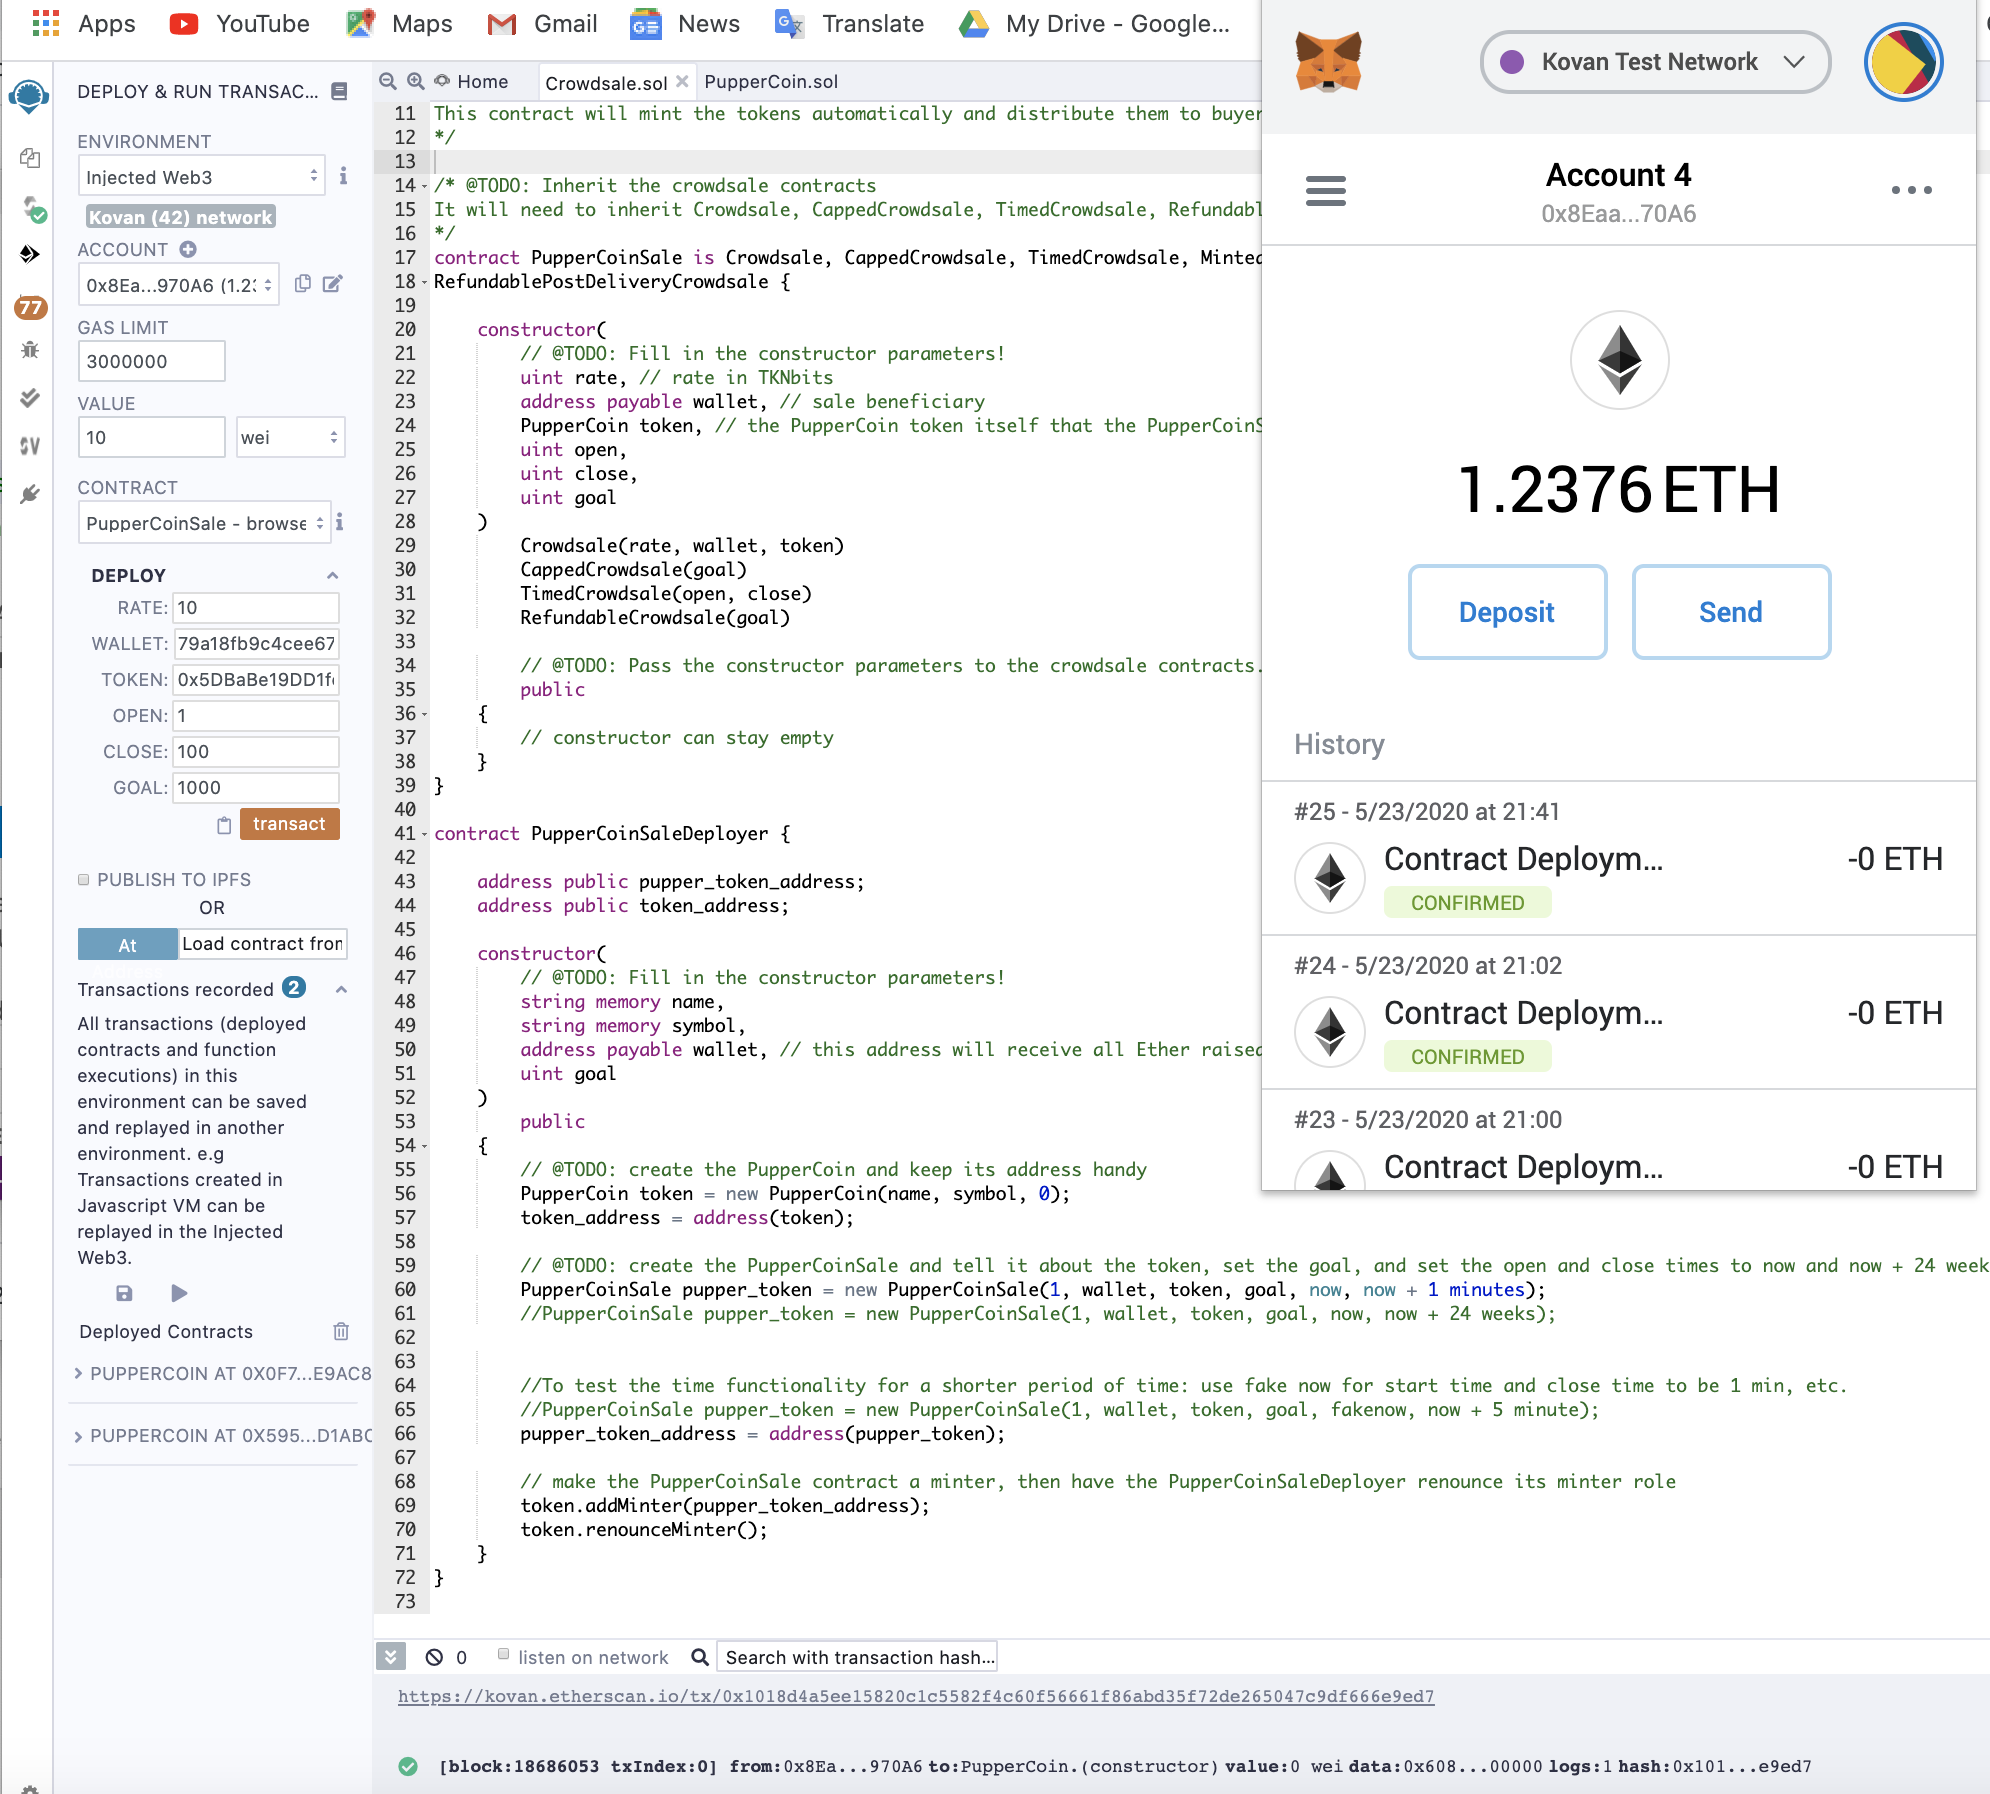 Apps
YouTube
Maps
Gmail
News
Translate
My Drive - Google...
DEPLOY & RUN TRANSAC...
ENVIRONMENT
Injected Web3
Kovan (42) network
ACCOUNT
0x8Ea...970A6 (1.23
77
GAS LIMIT
3000000
VALUE
10
wei
CONTRACT
PupperCoinSale - browse
DEPLOY
RATE: 10
WALLET: 79a18fb9c4cee67
TOKEN: 0x5DBaBe19DD1f
OPEN: 1
CLOSE: 100
GOAL: 1000
transact
PUBLISH TO IPFS
OR
At
Load contract from
Transactions recorded 2
All transactions (deployed
contracts and function
executions) in this
environment can be saved
and replayed in another
environment. e.g
Transactions created in
Javascript VM can be
replayed in the Injected
Web3.
Deployed Contracts
PUPPERCOIN AT 0X0F7...E9AC8
PUPPERCOIN AT 0X595...D1ABC
Home
Crowdsale.sol
PupperCoin.sol
11 This contract will mint the tokens automatically and distribute them to buyer
12 */
13
14 /* @TODO: Inherit the crowdsale contracts
15 It will need to inherit Crowdsale, CappedCrowdsale, TimedCrowdsale, Refundabl
16 */
17 contract PupperCoinSale is Crowdsale, CappedCrowdsale, TimedCrowdsale, Minted
18 RefundablePostDeliveryCrowdsale {
19
20 constructor(
21 // @TODO: Fill in the constructor parameters!
22 uint rate, // rate in TKNbits
23 address payable wallet, // sale beneficiary
24 PupperCoin token, // the PupperCoin token itself that the PupperCoinS
25 uint open,
26 uint close,
27 uint goal
28 )
29 Crowdsale(rate, wallet, token)
30 CappedCrowdsale(goal)
31 TimedCrowdsale(open, close)
32 RefundableCrowdsale(goal)
33
34 // @TODO: Pass the constructor parameters to the crowdsale contracts.
35 public
36 {
37 // constructor can stay empty
38 }
39 }
40
41 contract PupperCoinSaleDeployer {
42
43 address public pupper_token_address;
44 address public token_address;
45
46 constructor(
47 // @TODO: Fill in the constructor parameters!
48 string memory name,
49 string memory symbol,
50 address payable wallet, // this address will receive all Ether raised
51 uint goal
52 )
53 public
54 {
55 // @TODO: create the PupperCoin and keep its address handy
56 PupperCoin token = new PupperCoin(name, symbol, 0);
57 token_address = address(token);
58
59 // @TODO: create the PupperCoinSale and tell it about the token, set the goal, and set the open and close times to now and now + 24 week
60 PupperCoinSale pupper_token = new PupperCoinSale(1, wallet, token, goal, now, now + 1 minutes);
61 //PupperCoinSale pupper_token = new PupperCoinSale(1, wallet, token, goal, now, now + 24 weeks);
62
63
64 //To test the time functionality for a shorter period of time: use fake now for start time and close time to be 1 min, etc.
65 //PupperCoinSale pupper_token = new PupperCoinSale(1, wallet, token, goal, fakenow, now + 5 minute);
66 pupper_token_address = address(pupper_token);
67
68 // make the PupperCoinSale contract a minter, then have the PupperCoinSaleDeployer renounce its minter role
69 token.addMinter(pupper_token_address);
70 token.renounceMinter();
71 }
72 }
73
0
listen on network
Search with transaction hash...
https://kovan.etherscan.io/tx/0x1018d4a5ee15820c1c5582f4c60f56661f86abd35f72de265047c9df666e9ed7
[block:18686053 txIndex:0] from:0x8Ea...970A6 to:PupperCoin.(constructor) value:0 wei data:0x608...00000 logs:1 hash:0x101...e9ed7
Kovan Test Network
Account 4
0x8Eaa...70A6
1.2376 ETH
Deposit
Send
History
#25 - 5/23/2020 at 21:41
Contract Deploym... -0 ETH
CONFIRMED
#24 - 5/23/2020 at 21:02
Contract Deploym... -0 ETH
CONFIRMED
#23 - 5/23/2020 at 21:00
Contract Deploym... -0 ETH